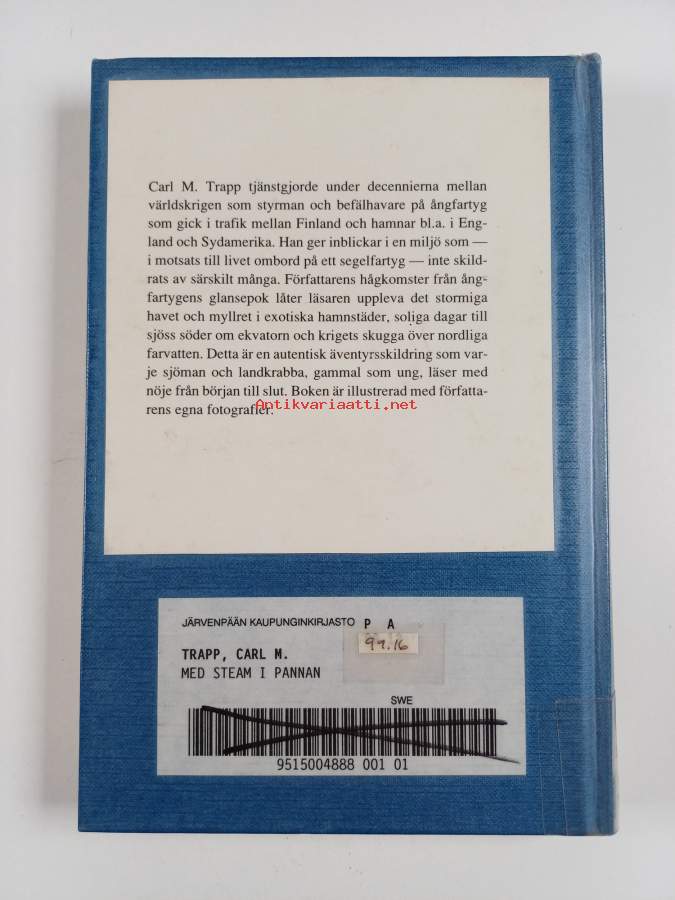 Carl M. Trapp tjänstgjorde under decennierna mellan
världskrigen som styrman och befälhavare på ångfartyg
som gick i trafik mellan Finland och hamnar bl.a. i Eng-
land och Sydamerika. Han ger inblickar i en miljö som —
i motsats till livet ombord på ett segelfartyg — inte skild-
rats av särskilt många. Författarens hågkomster från ång-
fartygens glansepok låter läsaren uppleva det stormiga
havet och myllret i exotiska hamnstäder, soliga dagar till
sjöss söder om ekvatorn och krigets skugga över nordliga
farvatten. Detta är en autentisk äventyrsskildring som var-
je sjöman och landkrabba, gammal som ung, läser med
nöje från början till slut. Boken är illustrerad med författa-
rens egna fotografier.
Antikvariaatti.net
JÄRVENPÄÄN KAUPUNGINKIRJASTO P A
99.16
TRAPP, CARL M.
MED STEAM I PANNAN
SWE
9515004888 001 01